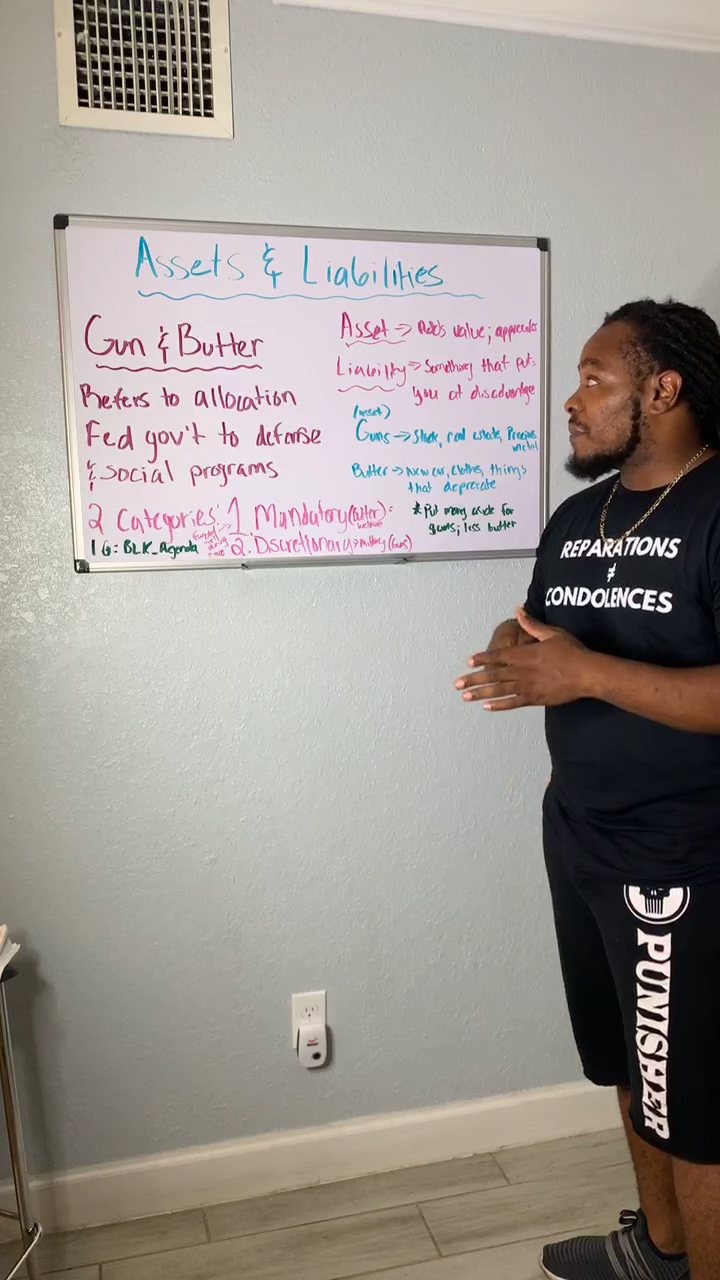 Assets & Liabilities
Gun & Butter
Refers to allocation
Fed gov't to defense
& social programs
2 Categories: 1 Mandatory (Butter) =
welfare
2. Discretionary → Military (Guns)
1G: BLK_Agenda
Asset → Adds value; appreciates
Liability → Something that puts
you at disadvantage
(asset)
Guns → Stock, real estate, Precious
metal
Butter → New car, clothes, things
that depreciate
* Put money aside for
guns; less butter
REPARATIONS
&
CONDOLENCES
PUNISHER